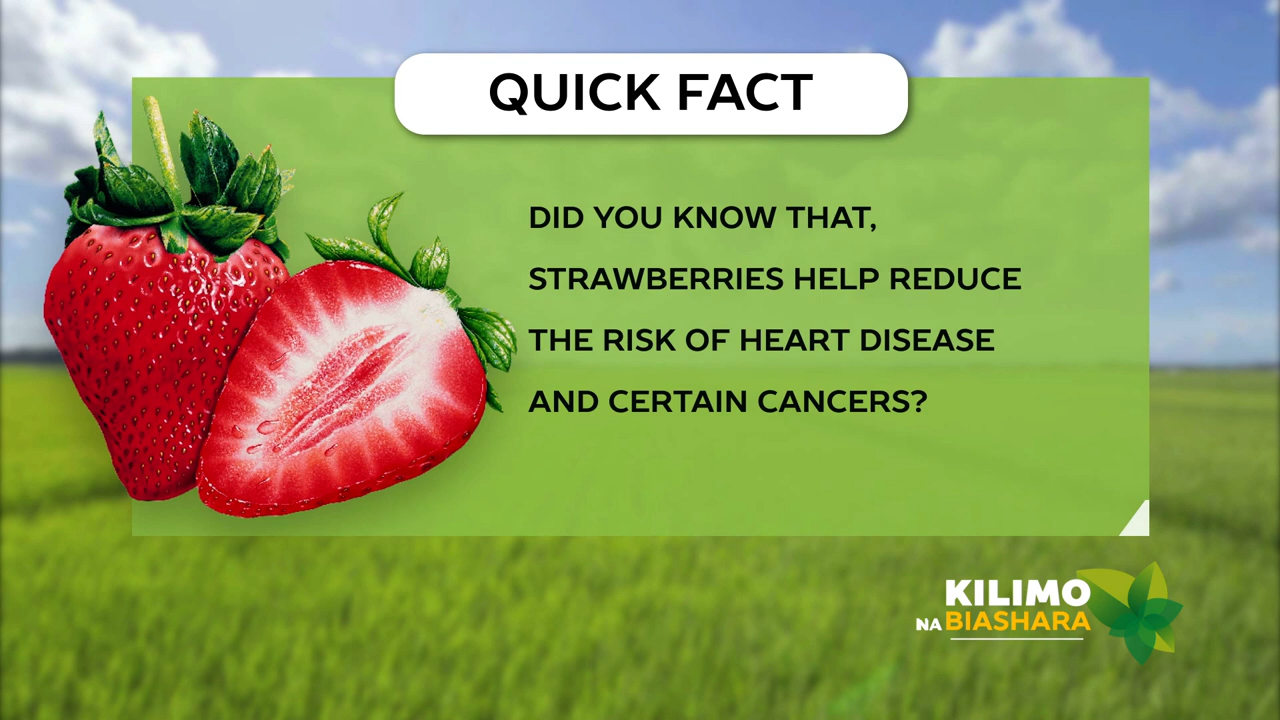 QUICK FACT
DID YOU KNOW THAT,
STRAWBERRIES HELP REDUCE
THE RISK OF HEART DISEASE
AND CERTAIN CANCERS?
KILIMO
NA BIASHARA